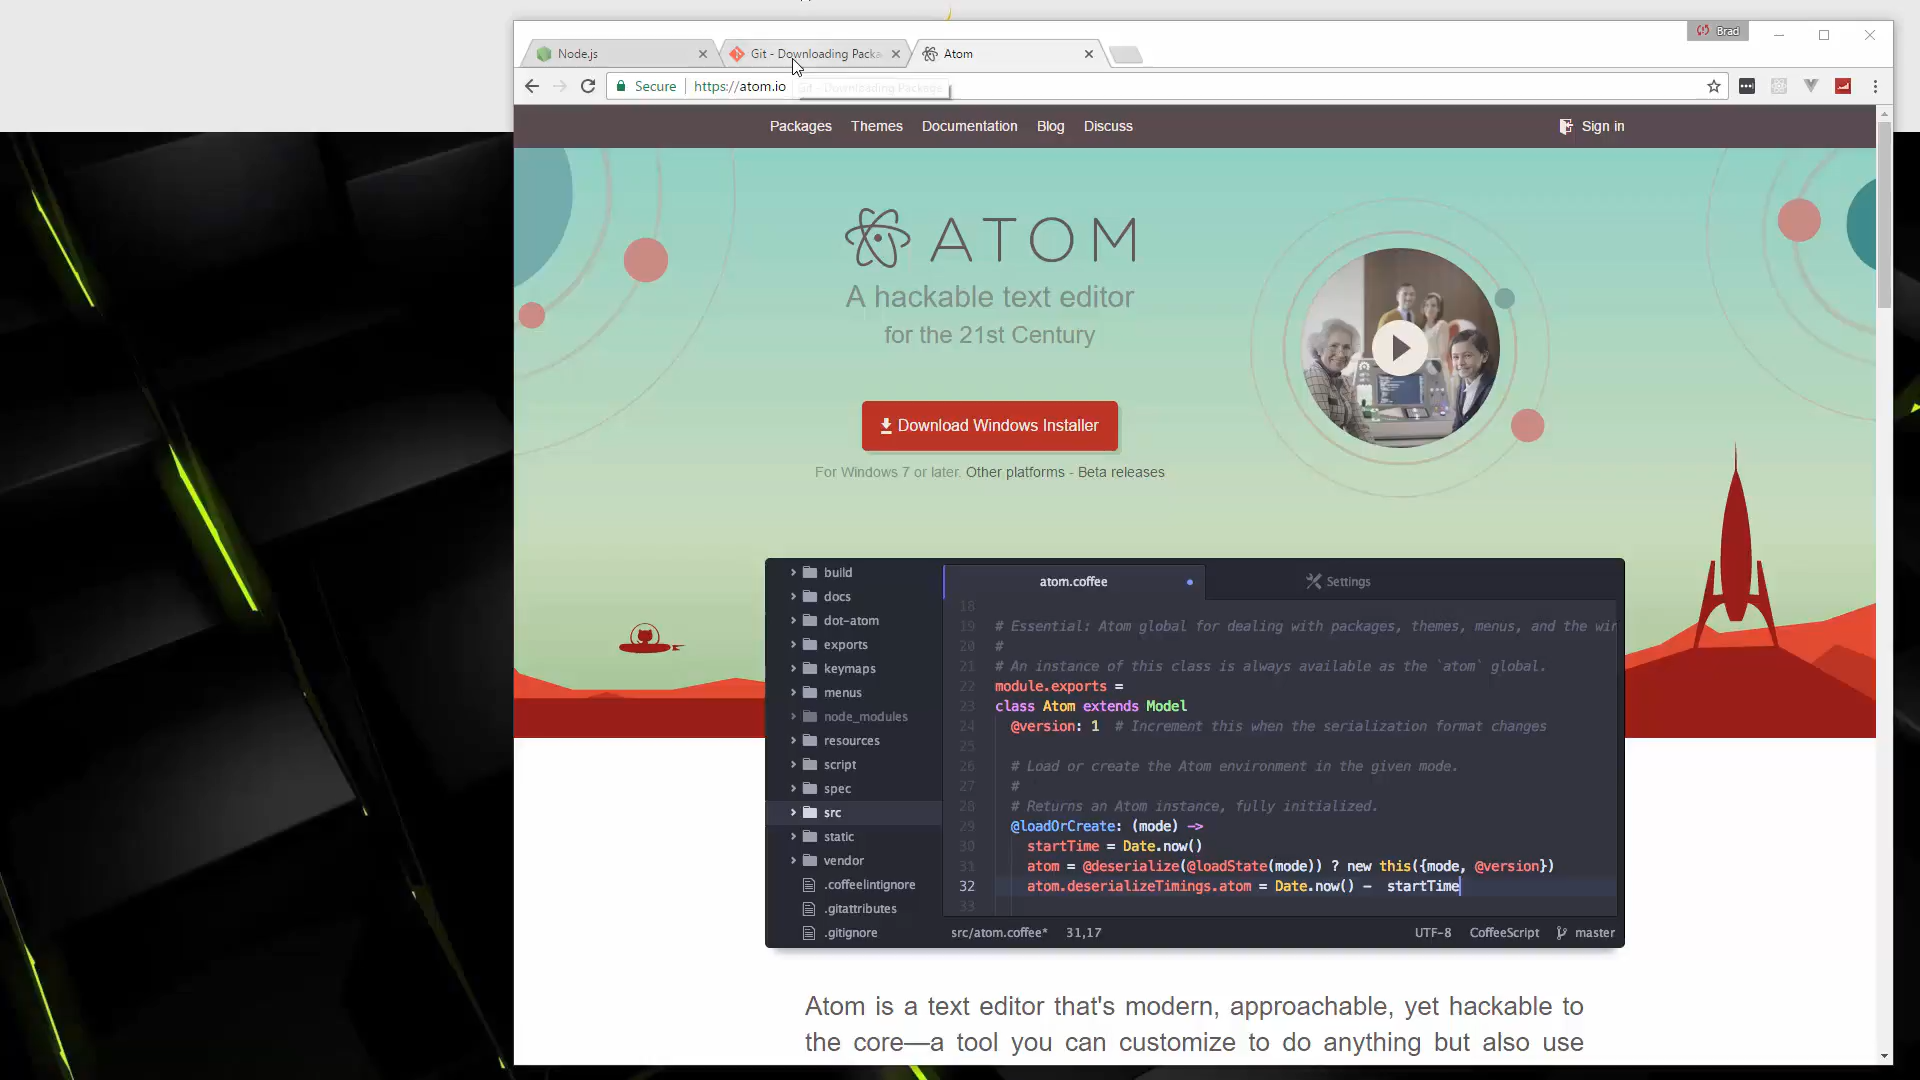 Brad
Node.js
Git - Downloading Packa
Atom
Secure
https://atom.io
Git - Downloading Package
Packages
Themes
Documentation
Blog
Discuss
Sign in
ATOM
A hackable text editor
for the 21st Century
Download Windows Installer
For Windows 7 or later. Other platforms - Beta releases
build
docs
dot-atom
exports
keymaps
menus
node_modules
resources
script
spec
src
static
vendor
.coffeelintignore
.gitattributes
.gitignore
atom.coffee
Settings
18
19 # Essential: Atom global for dealing with packages, themes, menus, and the win
20 #
21 # An instance of this class is always available as the `atom` global.
22 module.exports =
23 class Atom extends Model
24 @version: 1 # Increment this when the serialization format changes
25
26 # Load or create the Atom environment in the given mode.
27 #
28 # Returns an Atom instance, fully initialized.
29 @loadOrCreate: (mode) ->
30 startTime = Date.now()
31 atom = @deserialize(@loadState(mode)) ? new this({mode, @version})
32 atom.deserializeTimings.atom = Date.now() - startTime
33
src/atom.coffee* 31,17
UTF-8 CoffeeScript master
Atom is a text editor that's modern, approachable, yet hackable to
the core—a tool you can customize to do anything but also use